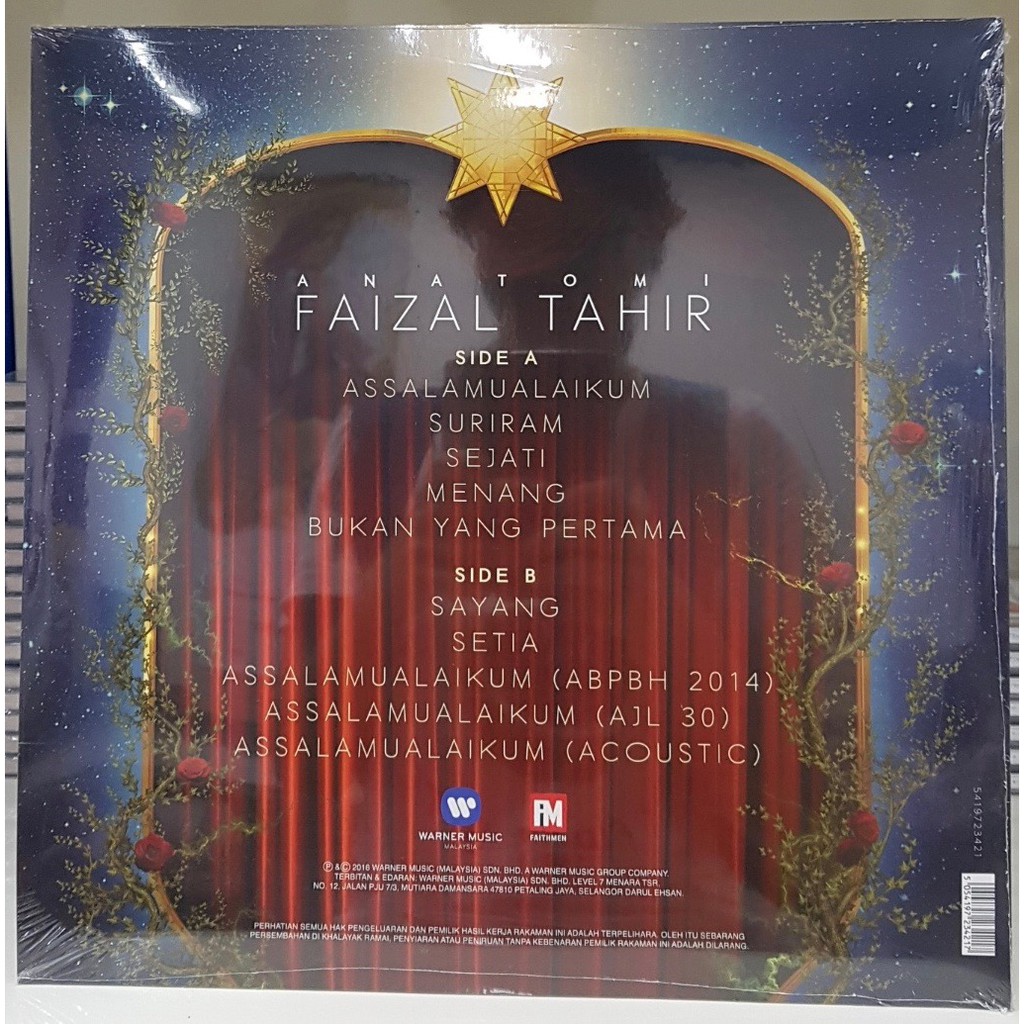 ANATOMI
FAIZAL TAHIR
SIDE A
ASSALAMUALAIKUM
SURIRAM
SEJATI
MENANG
BUKAN YANG PERTAMA
SIDE B
SAYANG
SETIA
ASSALAMUALAIKUM (ABPBH 2014)
ASSALAMUALAIKUM (AJL 30)
ASSALAMUALAIKUM (ACOUSTIC)
WARNER MUSIC
MALAYSIA
FM
FAITHMEN
℗&© 2016 WARNER MUSIC (MALAYSIA) SDN. BHD. A WARNER MUSIC GROUP COMPANY.
TERBITAN & EDARAN: WARNER MUSIC (MALAYSIA) SDN. BHD. LEVEL 7 MENARA TSR,
NO. 12, JALAN PJU 7/3, MUTIARA DAMANSARA 47810 PETALING JAYA, SELANGOR DARUL EHSAN.
PERHATIAN SEMUA HAK PENGELUARAN DAN PEMILIK HASIL KERJA RAKAMAN INI ADALAH TERPELIHARA. OLEH ITU SEBARANG
PERSEMBAHAN DI KHALAYAK RAMAI, PENYIARAN ATAU PENIRUAN TANPA KEBENARAN PEMILIK RAKAMAN INI ADALAH DILARANG.
5419723421
5 054197 234217